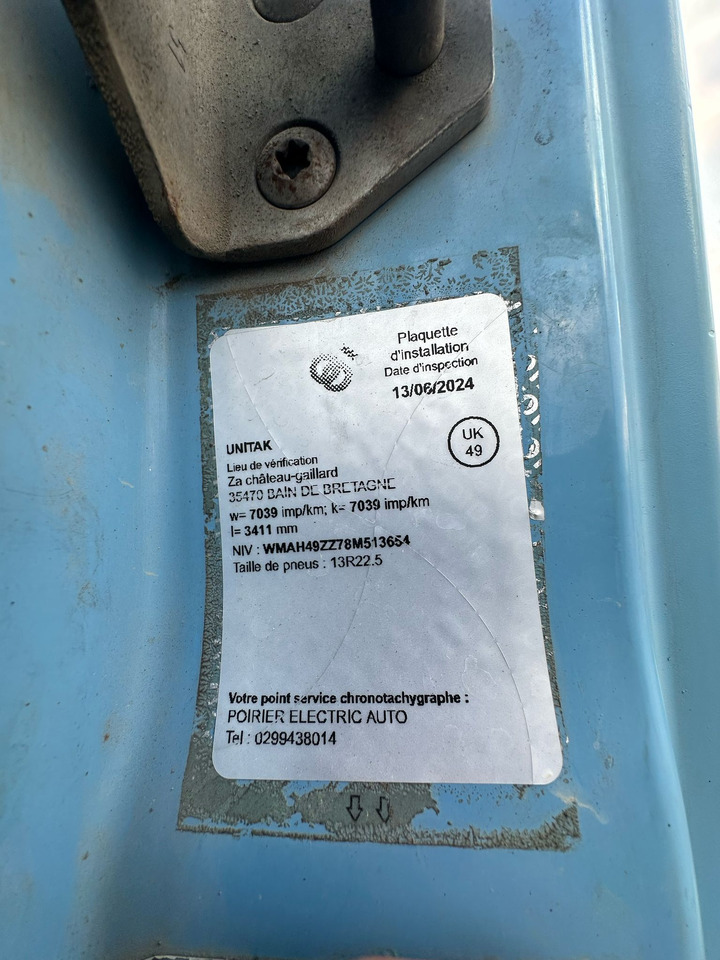 Plaquette
d'installation
Date d'inspection
13/06/2024
UK
49
UNITAK
Lieu de vérification
Za château-gaillard
35470 BAIN DE BRETAGNE
w= 7039 imp/km; k= 7039 imp/km
l= 3411 mm
NIV : WMAH49ZZ78M513654
Taille de pneus : 13R22.5
Votre point service chronotachygraphe :
POIRIER ELECTRIC AUTO
Tel : 0299438014